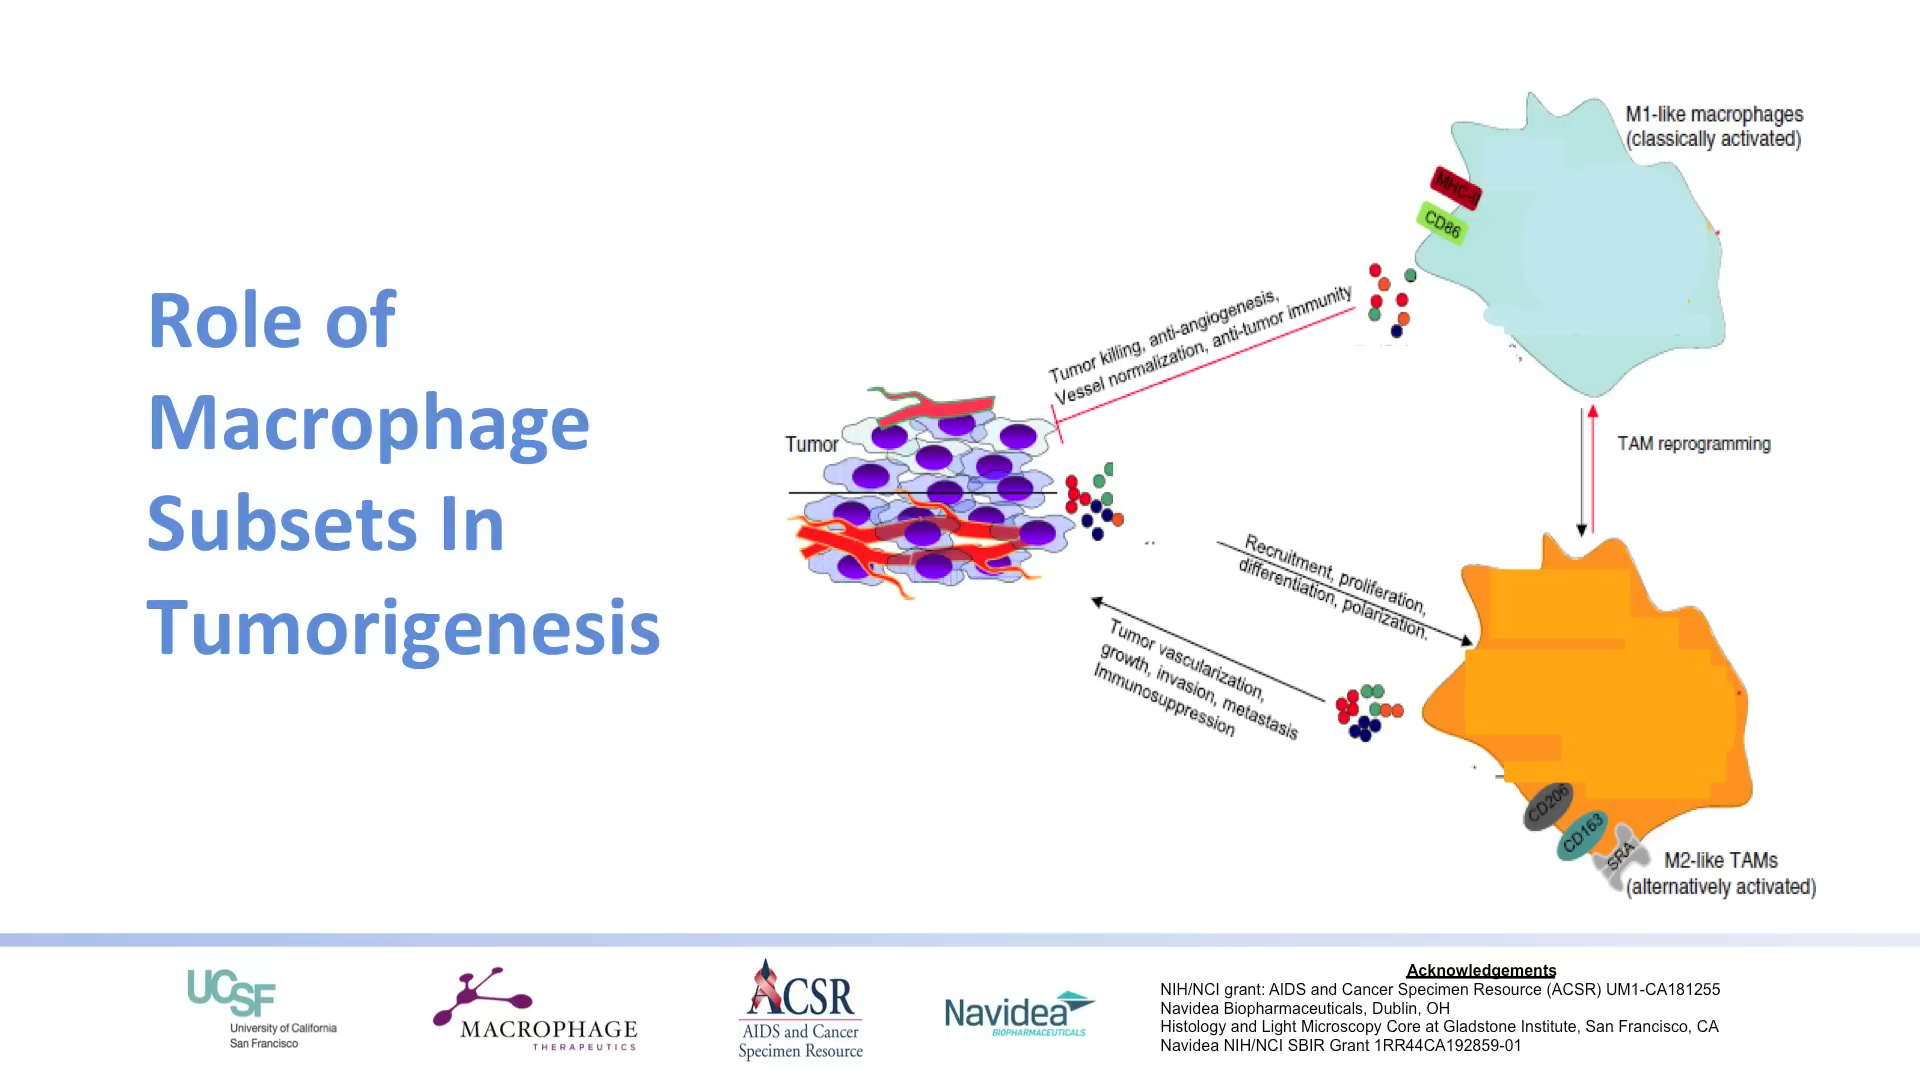 Role of
Macrophage
Subsets In
Tumorigenesis
M1-like macrophages
(classically activated)
MHC-II
CD86
Tumor killing, anti-angiogenesis,
Vessel normalization, anti-tumor immunity
Tumor
TAM reprogramming
Recruitment, proliferation,
differentiation, polarization.
Tumor vascularization,
growth, invasion, metastasis
Immunosuppression
CD206
CD163
SRA
M2-like TAMs
(alternatively activated)
UCSF
University of California
San Francisco
MACROPHAGE
THERAPEUTICS
ACSR
AIDS and Cancer
Specimen Resource
Navidea
BIOPHARMACEUTICALS
Acknowledgements
NIH/NCI grant: AIDS and Cancer Specimen Resource (ACSR) UM1-CA181255
Navidea Biopharmaceuticals, Dublin, OH
Histology and Light Microscopy Core at Gladstone Institute, San Francisco, CA
Navidea NIH/NCI SBIR Grant 1RR44CA192859-01